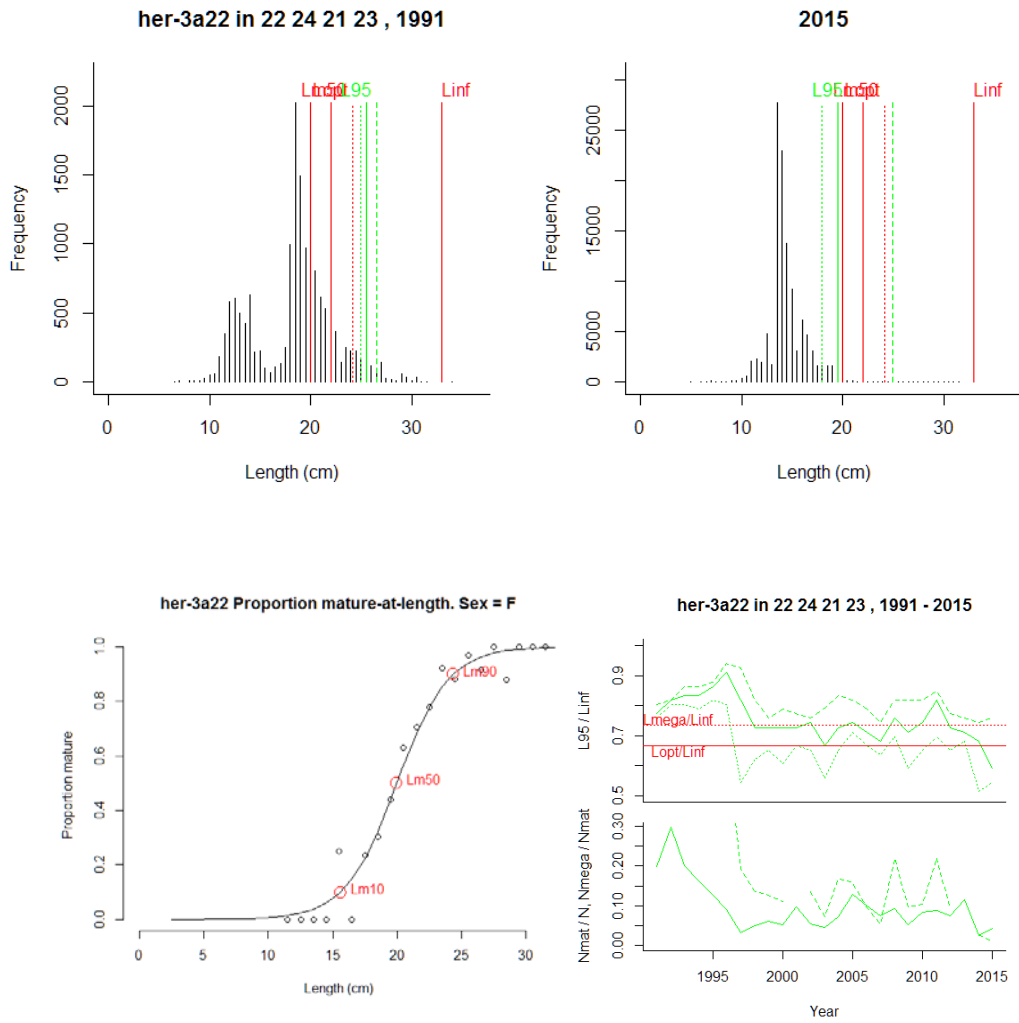 her-3a22 in 22 24 21 23 , 1991
2015
Lm50 Lopt L95 Linf
L95 Lm50 Lopt Linf
Frequency
0 500 1000 1500 2000
0 10 20 30
Length (cm)
Frequency
0 5000 15000 25000
0 10 20 30
Length (cm)
her-3a22 Proportion mature-at-length. Sex = F
Proportion mature
0.0 0.2 0.4 0.6 0.8 1.0
Lm90
Lm50
Lm10
0 5 10 15 20 25 30
Length (cm)
her-3a22 in 22 24 21 23 , 1991 - 2015
L95 / Linf
0.5 0.7 0.9
Lmega/Linf
Lopt/Linf
Nmat / N, Nmega / Nmat
0.00 0.10 0.20 0.30
1995 2000 2005 2010 2015
Year